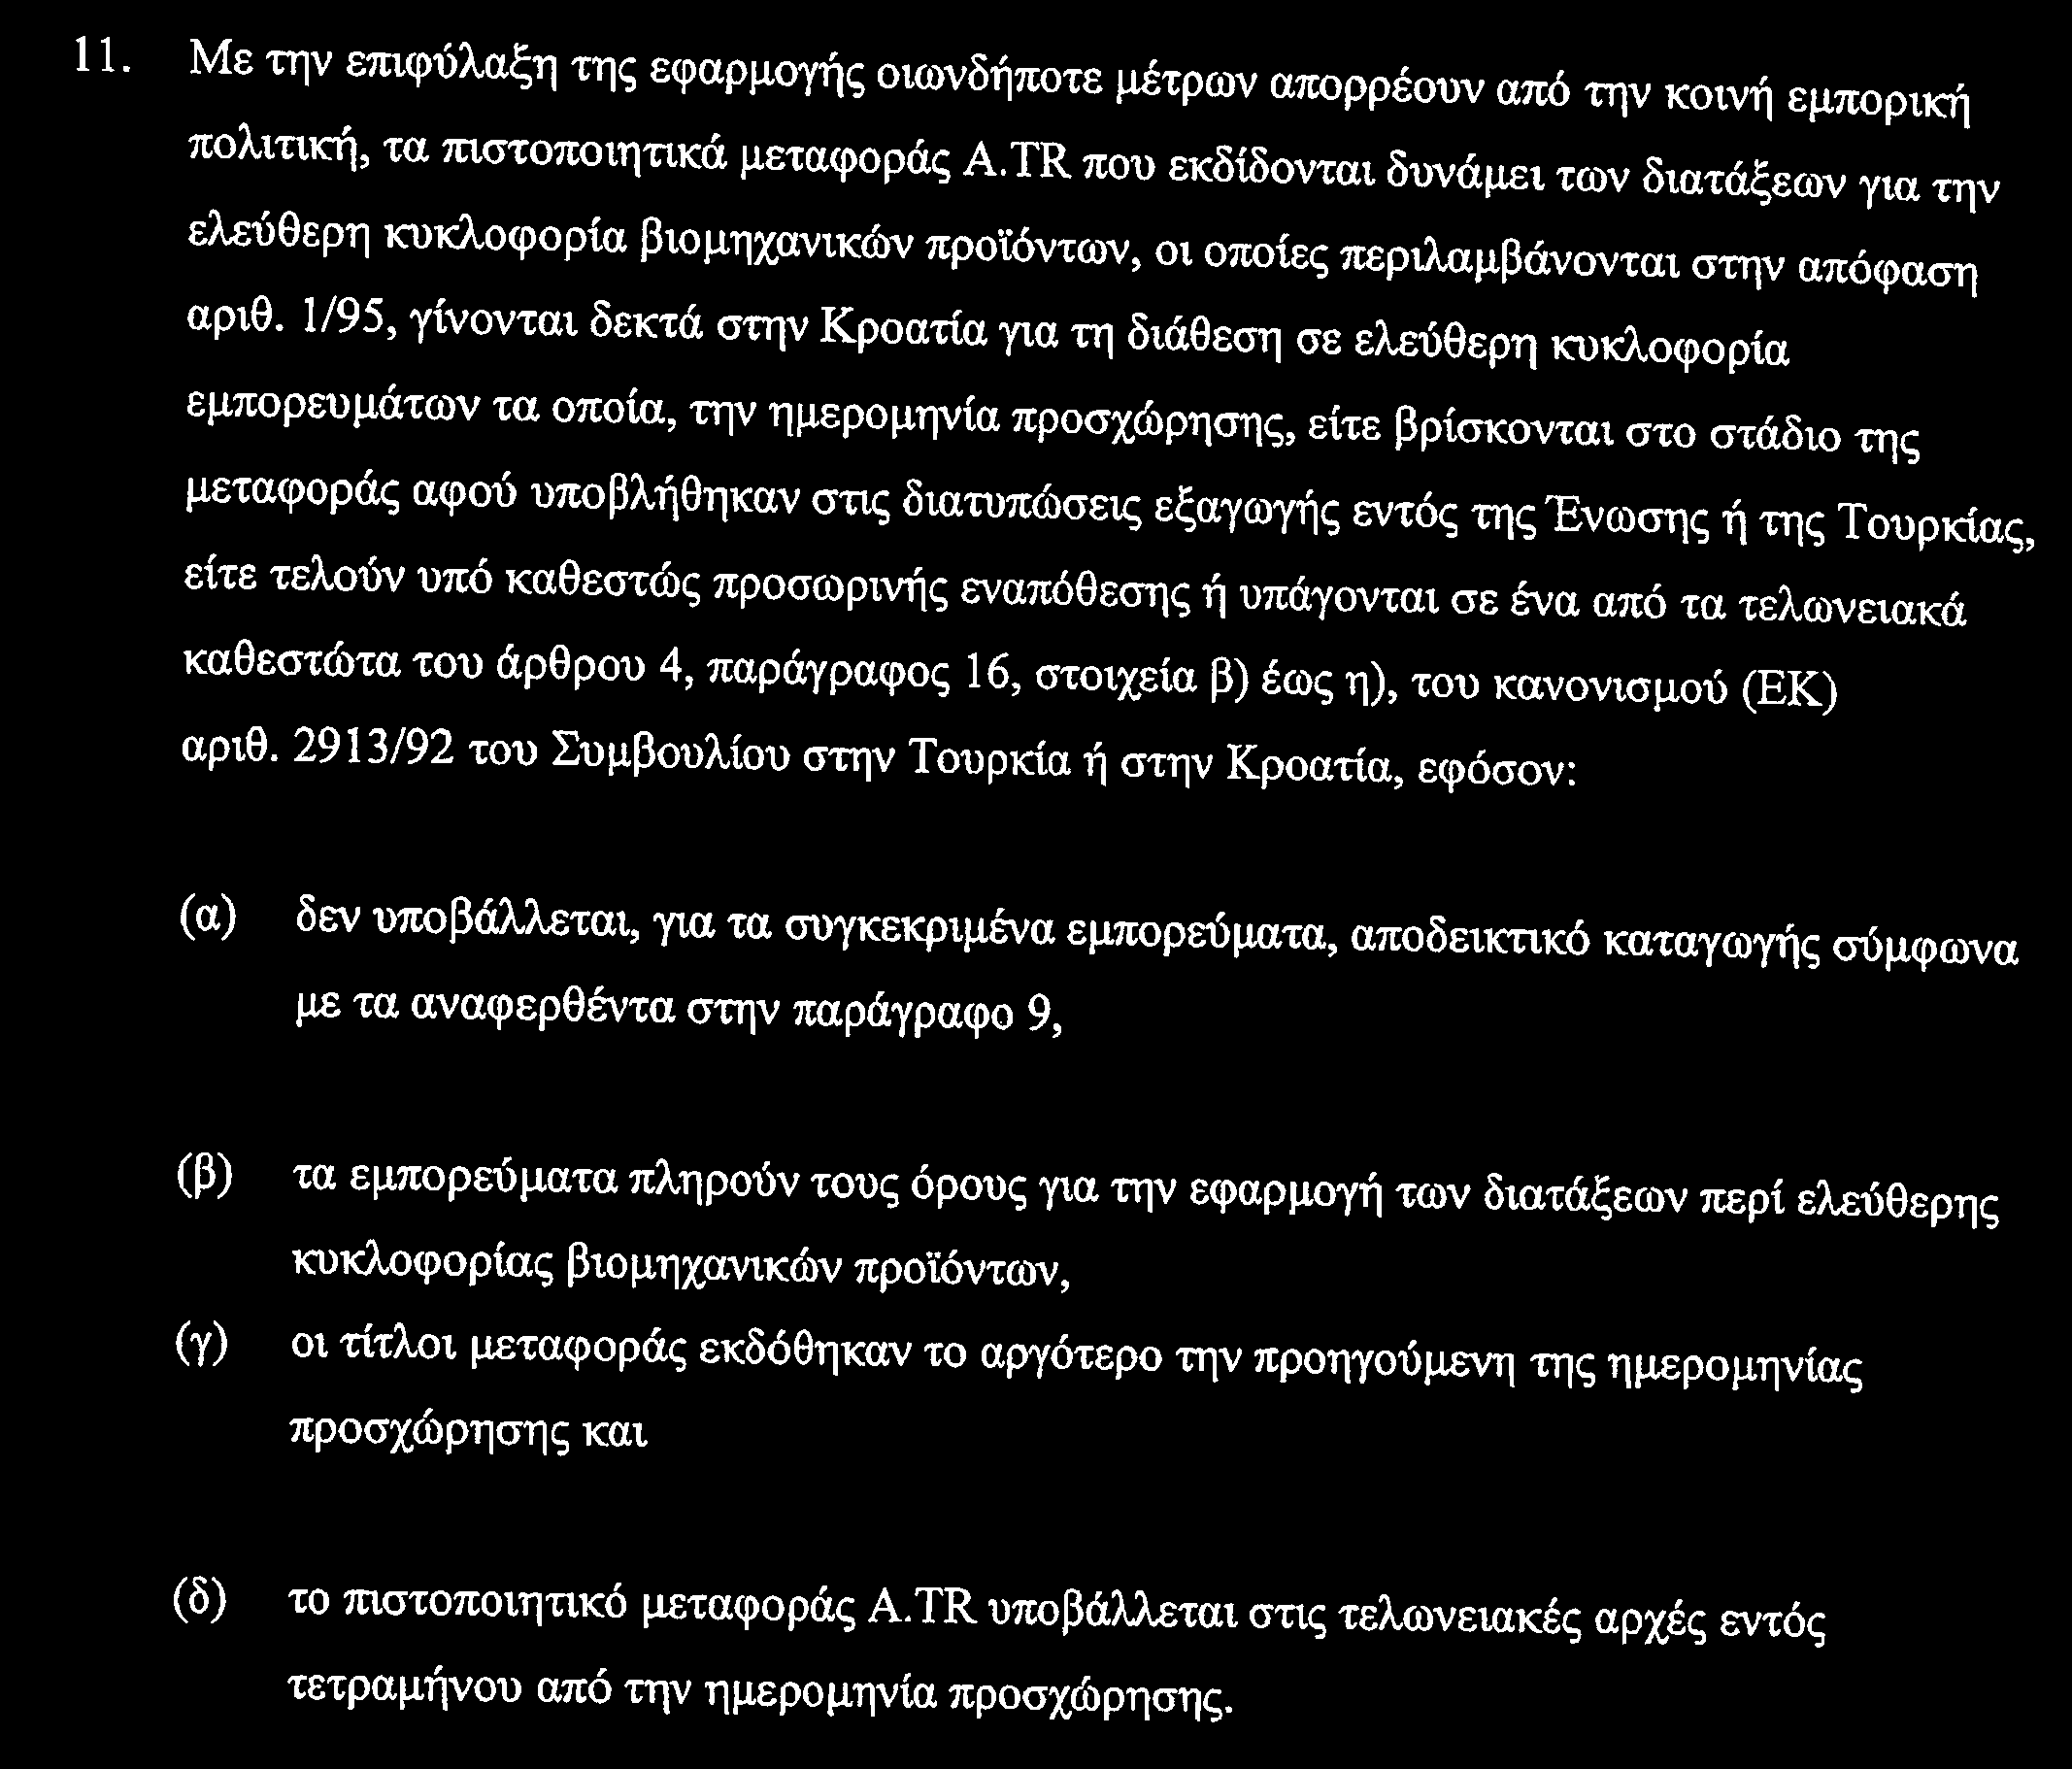 11. Με την επιφύλαξη της εφαρμογής οιωνδήποτε μέτρων απορρέουν από την κοινή εμπορική
πολιτική, τα πιστοποιητικά μεταφοράς A.TR που εκδίδονται δυνάμει των διατάξεων για την
ελεύθερη κυκλοφορία βιομηχανικών προϊόντων, οι οποίες περιλαμβάνονται στην απόφαση
αριθ. 1/95, γίνονται δεκτά στην Κροατία για τη διάθεση σε ελεύθερη κυκλοφορία
εμπορευμάτων τα οποία, την ημερομηνία προσχώρησης, είτε βρίσκονται στο στάδιο της
μεταφοράς αφού υποβλήθηκαν στις διατυπώσεις εξαγωγής εντός της Ένωσης ή της Τουρκίας,
είτε τελούν υπό καθεστώς προσωρινής εναπόθεσης ή υπάγονται σε ένα από τα τελωνειακά
καθεστώτα του άρθρου 4, παράγραφος 16, στοιχεία β) έως η), του κανονισμού (ΕΚ)
αριθ. 2913/92 του Συμβουλίου στην Τουρκία ή στην Κροατία, εφόσον:
(α) δεν υποβάλλεται, για τα συγκεκριμένα εμπορεύματα, αποδεικτικό καταγωγής σύμφωνα
με τα αναφερθέντα στην παράγραφο 9,
(β) τα εμπορεύματα πληρούν τους όρους για την εφαρμογή των διατάξεων περί ελεύθερης
κυκλοφορίας βιομηχανικών προϊόντων,
(γ) οι τίτλοι μεταφοράς εκδόθηκαν το αργότερο την προηγούμενη της ημερομηνίας
προσχώρησης και
(δ) το πιστοποιητικό μεταφοράς A.TR υποβάλλεται στις τελωνειακές αρχές εντός
τετραμήνου από την ημερομηνία προσχώρησης.